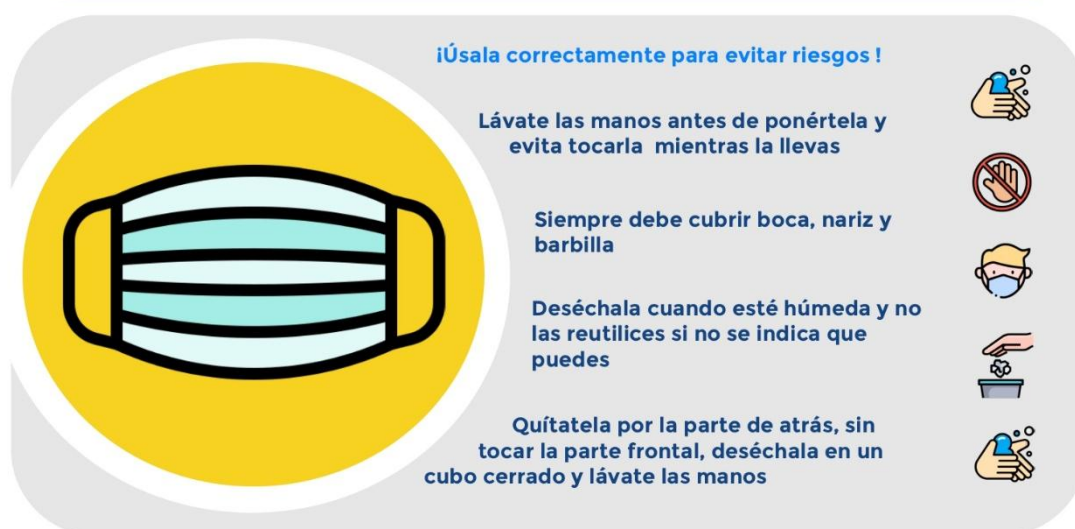 ¡Úsala correctamente para evitar riesgos !
Lávate las manos antes de ponértela y
evita tocarla mientras la llevas
Siempre debe cubrir boca, nariz y
barbilla
Deséchala cuando esté húmeda y no
las reutilices si no se indica que
puedes
Quítatela por la parte de atrás, sin
tocar la parte frontal, deséchala en un
cubo cerrado y lávate las manos